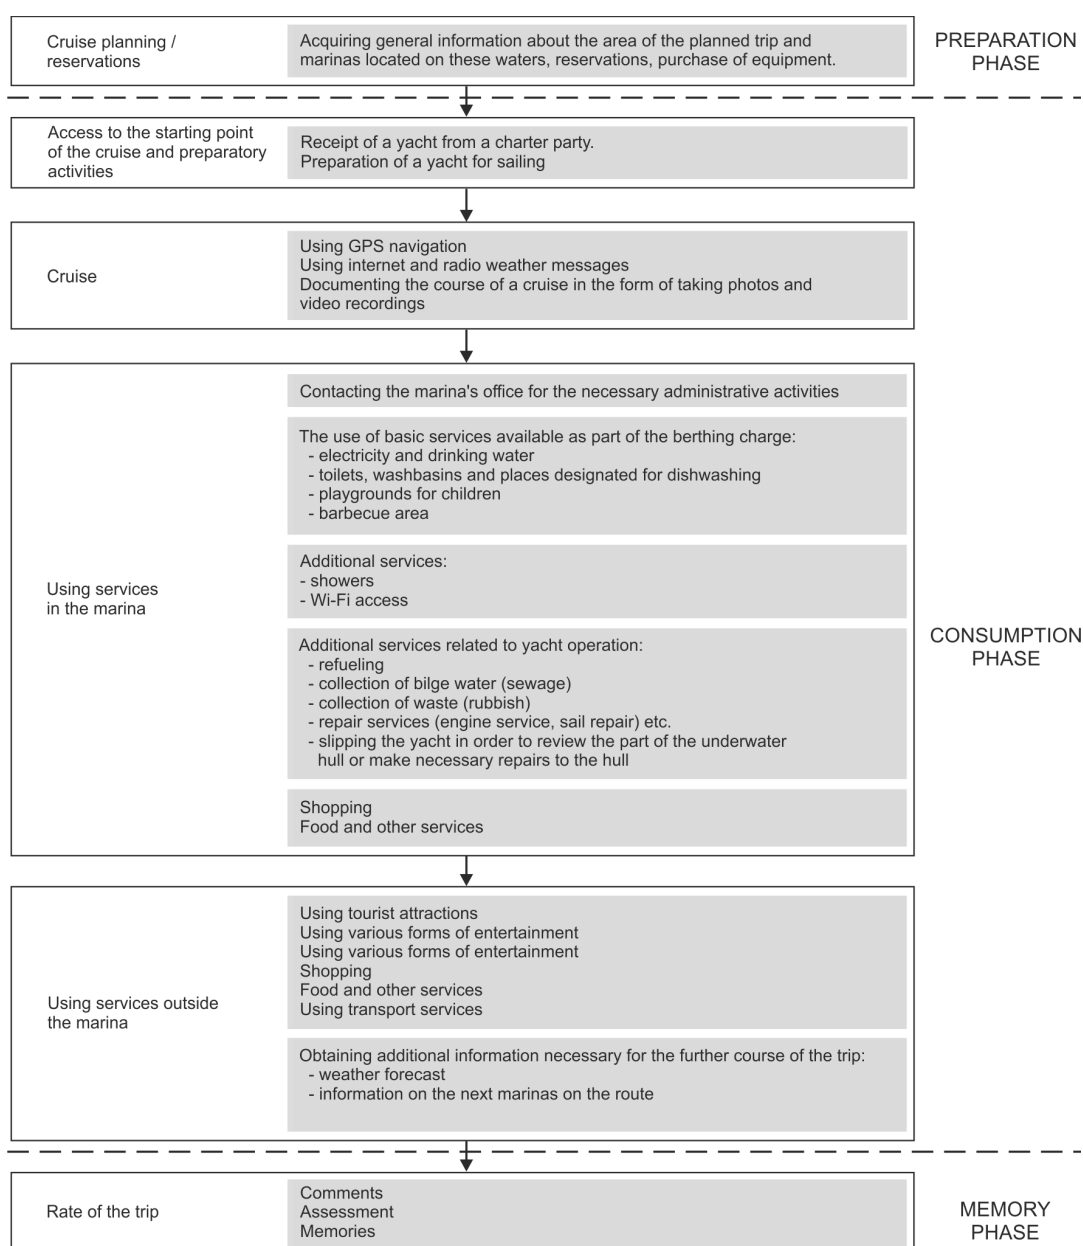 Cruise planning /
reservations
Acquiring general information about the area of the planned trip and
marinas located on these waters, reservations, purchase of equipment.
PREPARATION
PHASE
Access to the starting point
of the cruise and preparatory
activities
Receipt of a yacht from a charter party.
Preparation of a yacht for sailing
Cruise
Using GPS navigation
Using internet and radio weather messages
Documenting the course of a cruise in the form of taking photos and
video recordings
Using services
in the marina
Contacting the marina's office for the necessary administrative activities
The use of basic services available as part of the berthing charge:
- electricity and drinking water
- toilets, washbasins and places designated for dishwashing
- playgrounds for children
- barbecue area
Additional services:
- showers
- Wi-Fi access
Additional services related to yacht operation:
- refueling
- collection of bilge water (sewage)
- collection of waste (rubbish)
- repair services (engine service, sail repair) etc.
- slipping the yacht in order to review the part of the underwater
hull or make necessary repairs to the hull
Shopping
Food and other services
CONSUMPTION
PHASE
Using services outside
the marina
Using tourist attractions
Using various forms of entertainment
Using various forms of entertainment
Shopping
Food and other services
Using transport services
Obtaining additional information necessary for the further course of the trip:
- weather forecast
- information on the next marinas on the route
Rate of the trip
Comments
Assessment
Memories
MEMORY
PHASE